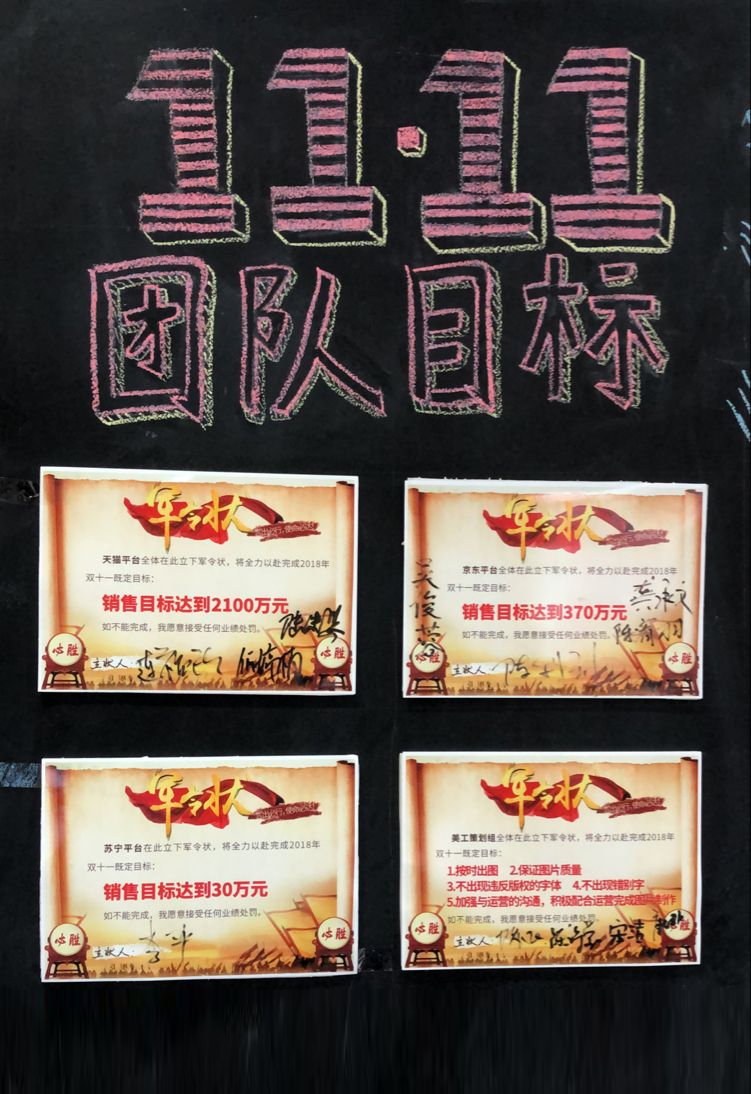 11·11
团队目标
军令状
天猫平台全体在此立下军令状，将全力以赴完成2018年
双十一既定目标：
销售目标达到2100万元
如不能完成，我愿意接受任何业绩处罚。
必胜
立状人：
必胜
军令状
京东平台全体在此立下军令状，将全力以赴完成2018年
双十一既定目标：
销售目标达到370万元
如不能完成，我愿意接受任何业绩处罚。
吴俊英
必胜
立状人：
必胜
军令状
苏宁平台在此立下军令状，将全力以赴完成2018年
双十一既定目标：
销售目标达到30万元
如不能完成，我愿意接受任何业绩处罚。
必胜
立状人：
必胜
军令状
美工策划组全体在此立下军令状，将全力以赴完成2018年
双十一既定目标：
1.按时出图 2.保证图片质量
3.不出现违反版权的字体 4.不出现错别字
5.加强与运营的沟通，积极配合运营完成图片制作
如不能完成，我愿意接受任何业绩处罚。
必胜
立状人：
必胜